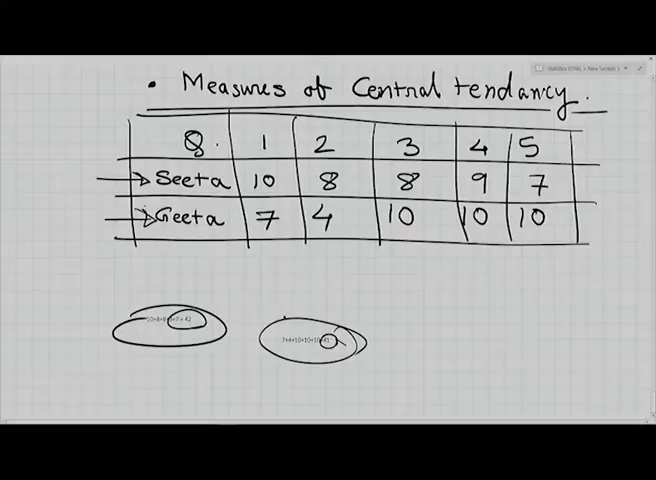 • Measures of Central tendancy.
Q. 1 2 3 4 5
Seeta 10 8 8 9 7
Geeta 7 4 10 10 10
10+8+8+9+7 = 42
7+4+10+10+10=41